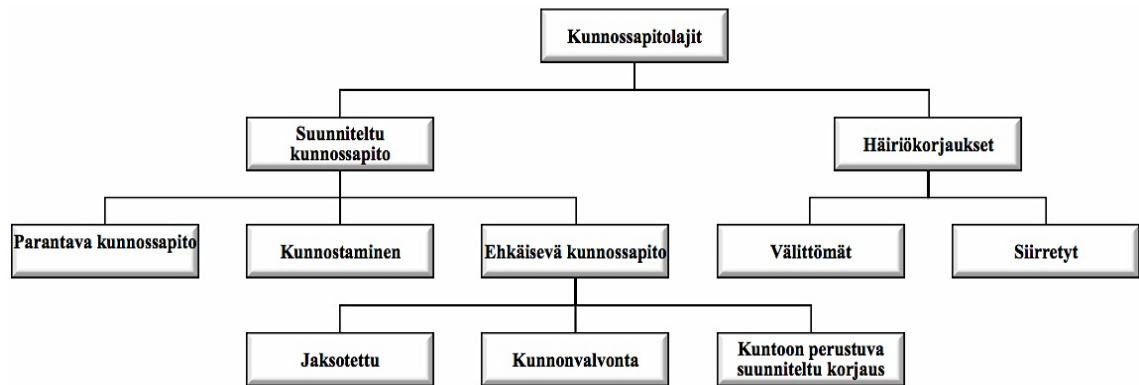 Kunnossapitolajit
Suunniteltu
kunnossapito
Häiriökorjaukset
Parantava kunnossapito
Kunnostaminen
Ehkäisevä kunnossapito
Välittömät
Siirretyt
Jaksotettu
Kunnonvalvonta
Kuntoon perustuva
suunniteltu korjaus